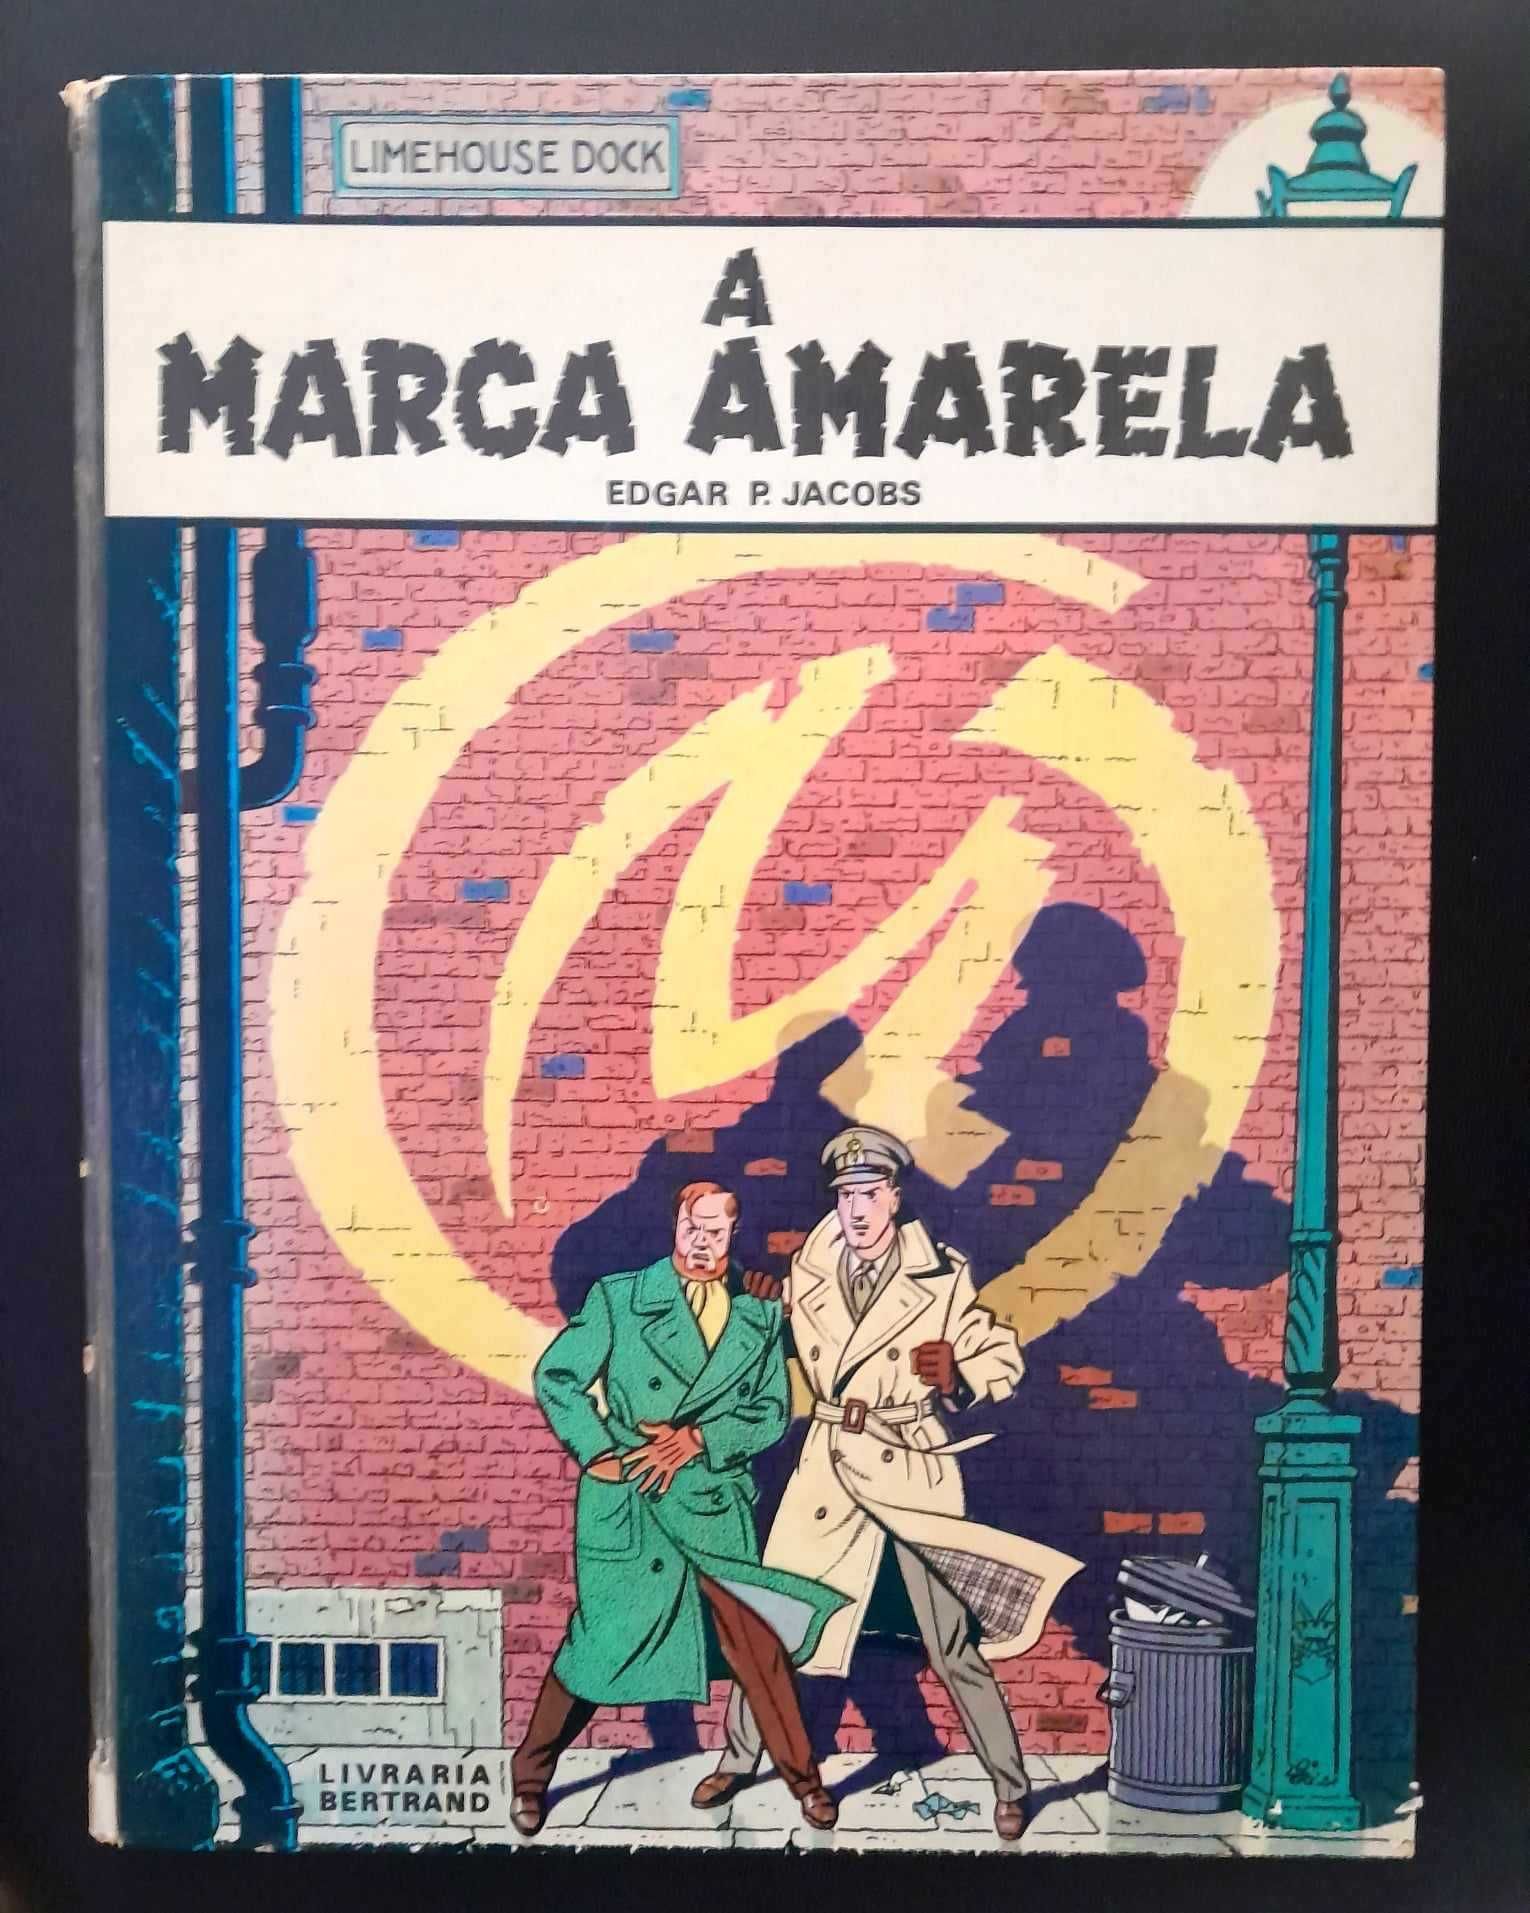 LIMEHOUSE DOCK
A
MARCA AMARELA
EDGAR P. JACOBS
LIVRARIA
BERTRAND